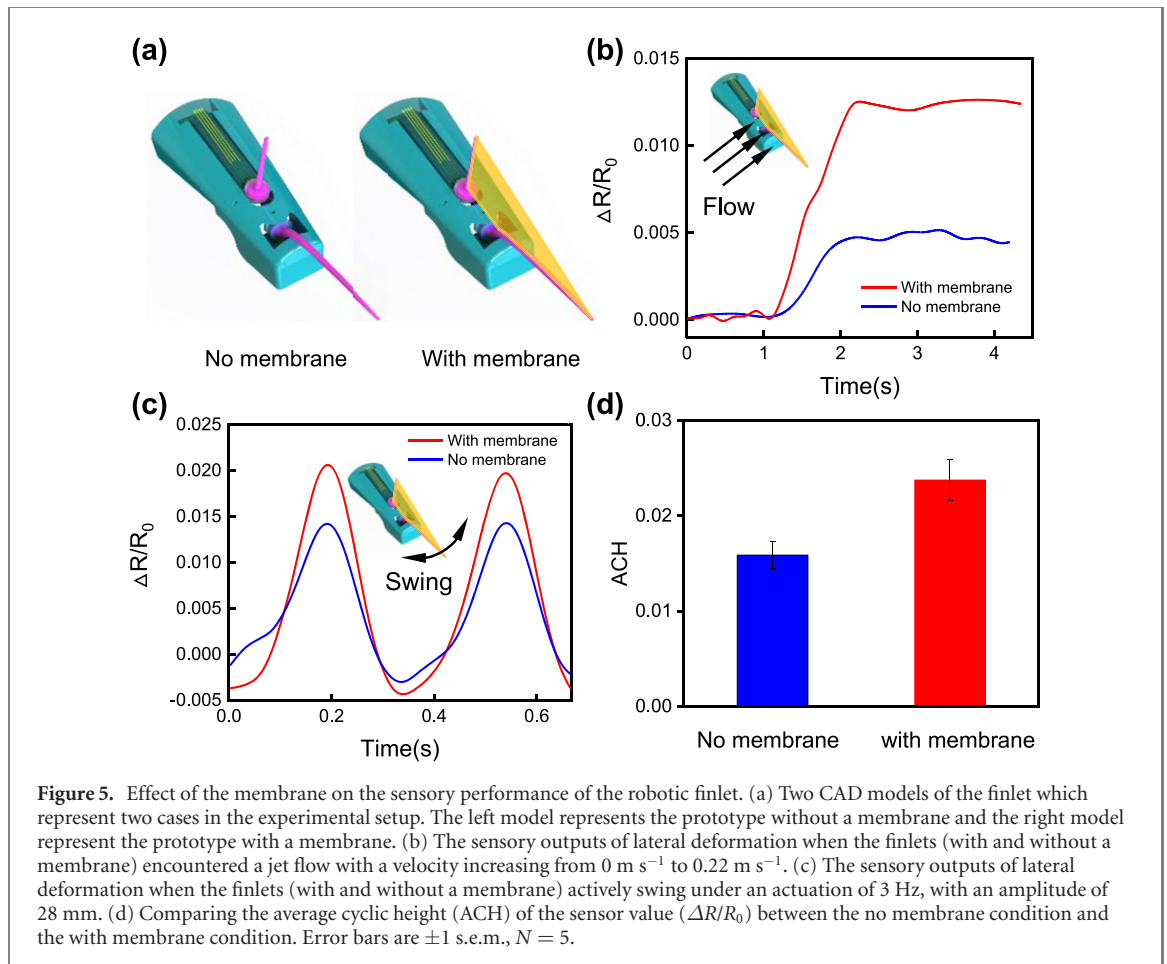 (a)
No membrane
With membrane
(b)
0.015
0.010
0.005
0.000
ΔR/R₀
Flow
With membrane
No membrane
0
1
2
3
4
Time(s)
(c)
0.025
0.020
0.015
0.010
0.005
0.000
-0.005
ΔR/R₀
With membrane
No membrane
Swing
0.0
0.2
0.4
0.6
Time(s)
(d)
0.03
0.02
0.01
0.00
ACH
No membrane
with membrane
Figure 5. Effect of the membrane on the sensory performance of the robotic finlet. (a) Two CAD models of the finlet which
represent two cases in the experimental setup. The left model represents the prototype without a membrane and the right model
represent the prototype with a membrane. (b) The sensory outputs of lateral deformation when the finlets (with and without a
membrane) encountered a jet flow with a velocity increasing from 0 m s⁻¹ to 0.22 m s⁻¹. (c) The sensory outputs of lateral
deformation when the finlets (with and without a membrane) actively swing under an actuation of 3 Hz, with an amplitude of
28 mm. (d) Comparing the average cyclic height (ACH) of the sensor value (ΔR/R₀) between the no membrane condition and
the with membrane condition. Error bars are ±1 s.e.m., N = 5.